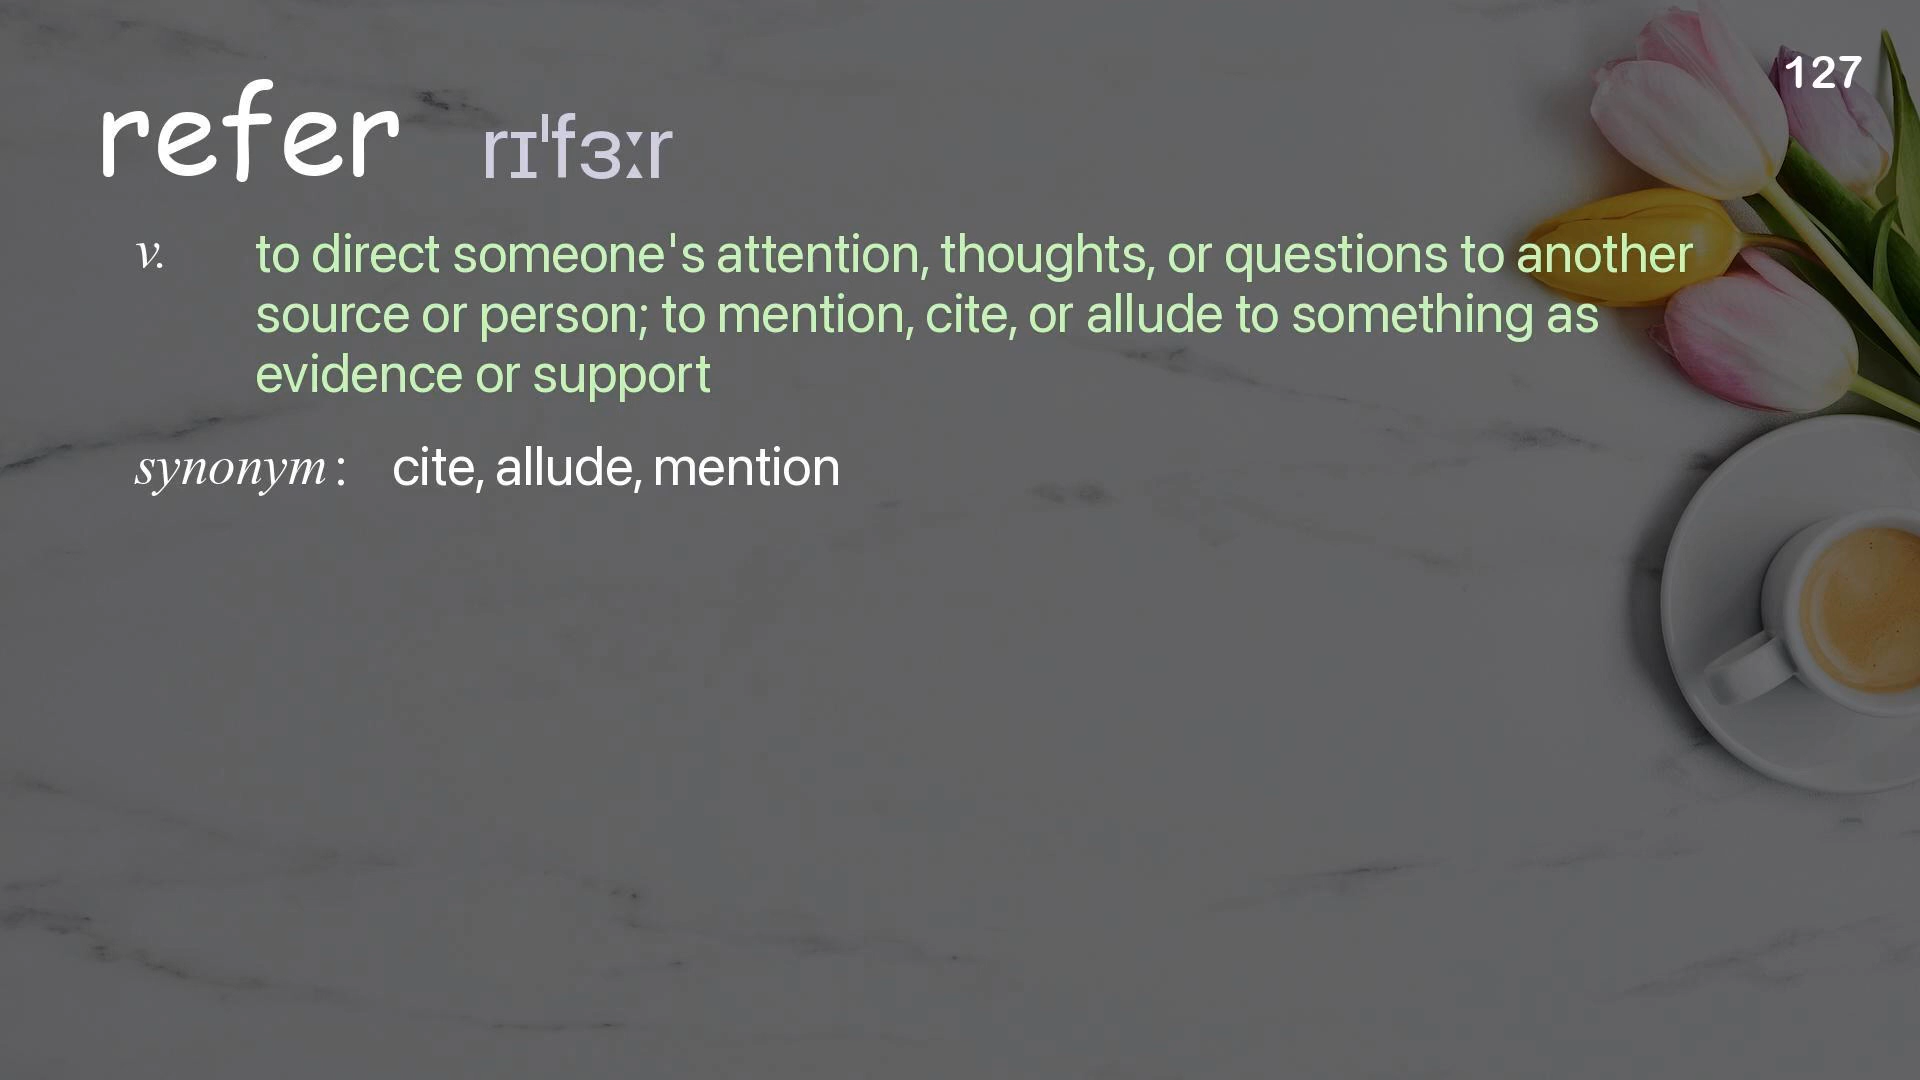 127
refer rɪˈfɜːr
v. to direct someone's attention, thoughts, or questions to another
source or person; to mention, cite, or allude to something as
evidence or support
synonym : cite, allude, mention